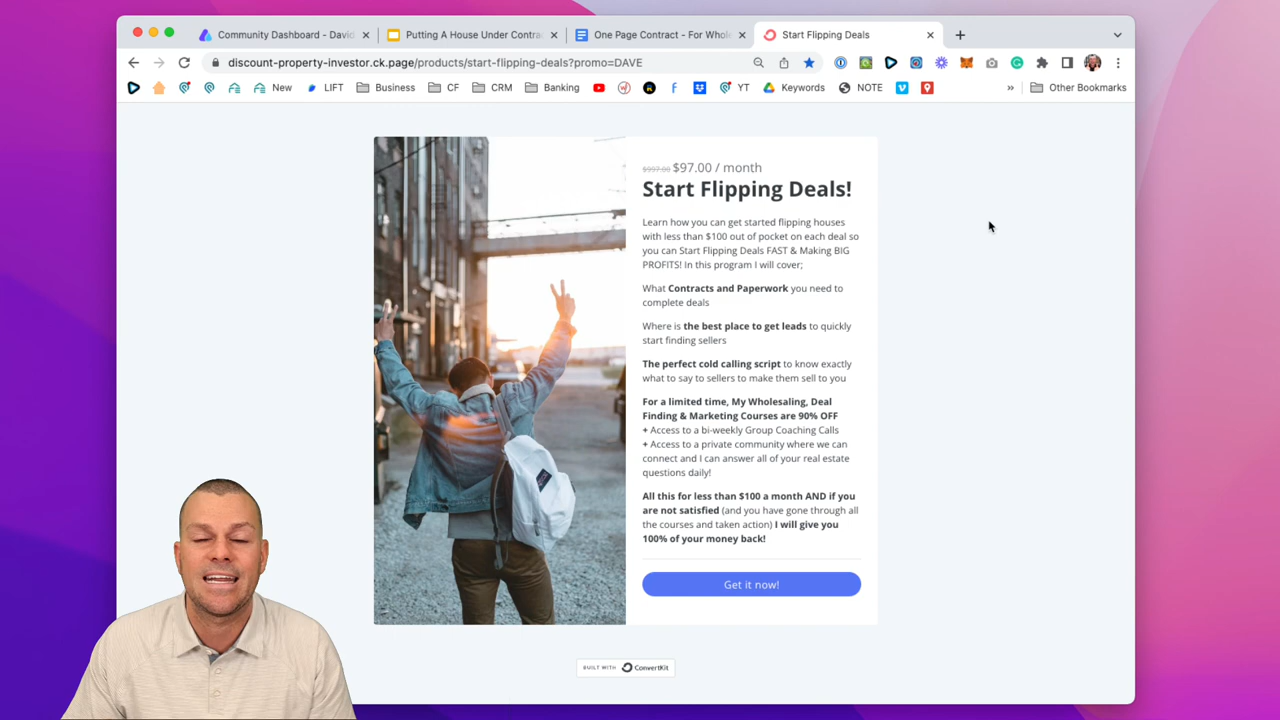 Community Dashboard - David
Putting A House Under Contrac
One Page Contract - For Whole
Start Flipping Deals
discount-property-investor.ck.page/products/start-flipping-deals?promo=DAVE
New
LIFT
Business
CF
CRM
Banking
YT
Keywords
NOTE
»
Other Bookmarks
$997.00 $97.00 / month
Start Flipping Deals!
Learn how you can get started flipping houses
with less than $100 out of pocket on each deal so
you can Start Flipping Deals FAST & Making BIG
PROFITS! In this program I will cover;
What Contracts and Paperwork you need to
complete deals
Where is the best place to get leads to quickly
start finding sellers
The perfect cold calling script to know exactly
what to say to sellers to make them sell to you
For a limited time, My Wholesaling, Deal
Finding & Marketing Courses are 90% OFF
+ Access to a bi-weekly Group Coaching Calls
+ Access to a private community where we can
connect and I can answer all of your real estate
questions daily!
All this for less than $100 a month AND if you
are not satisfied (and you have gone through all
the courses and taken action) I will give you
100% of your money back!
Get it now!
BUILT WITH ConvertKit